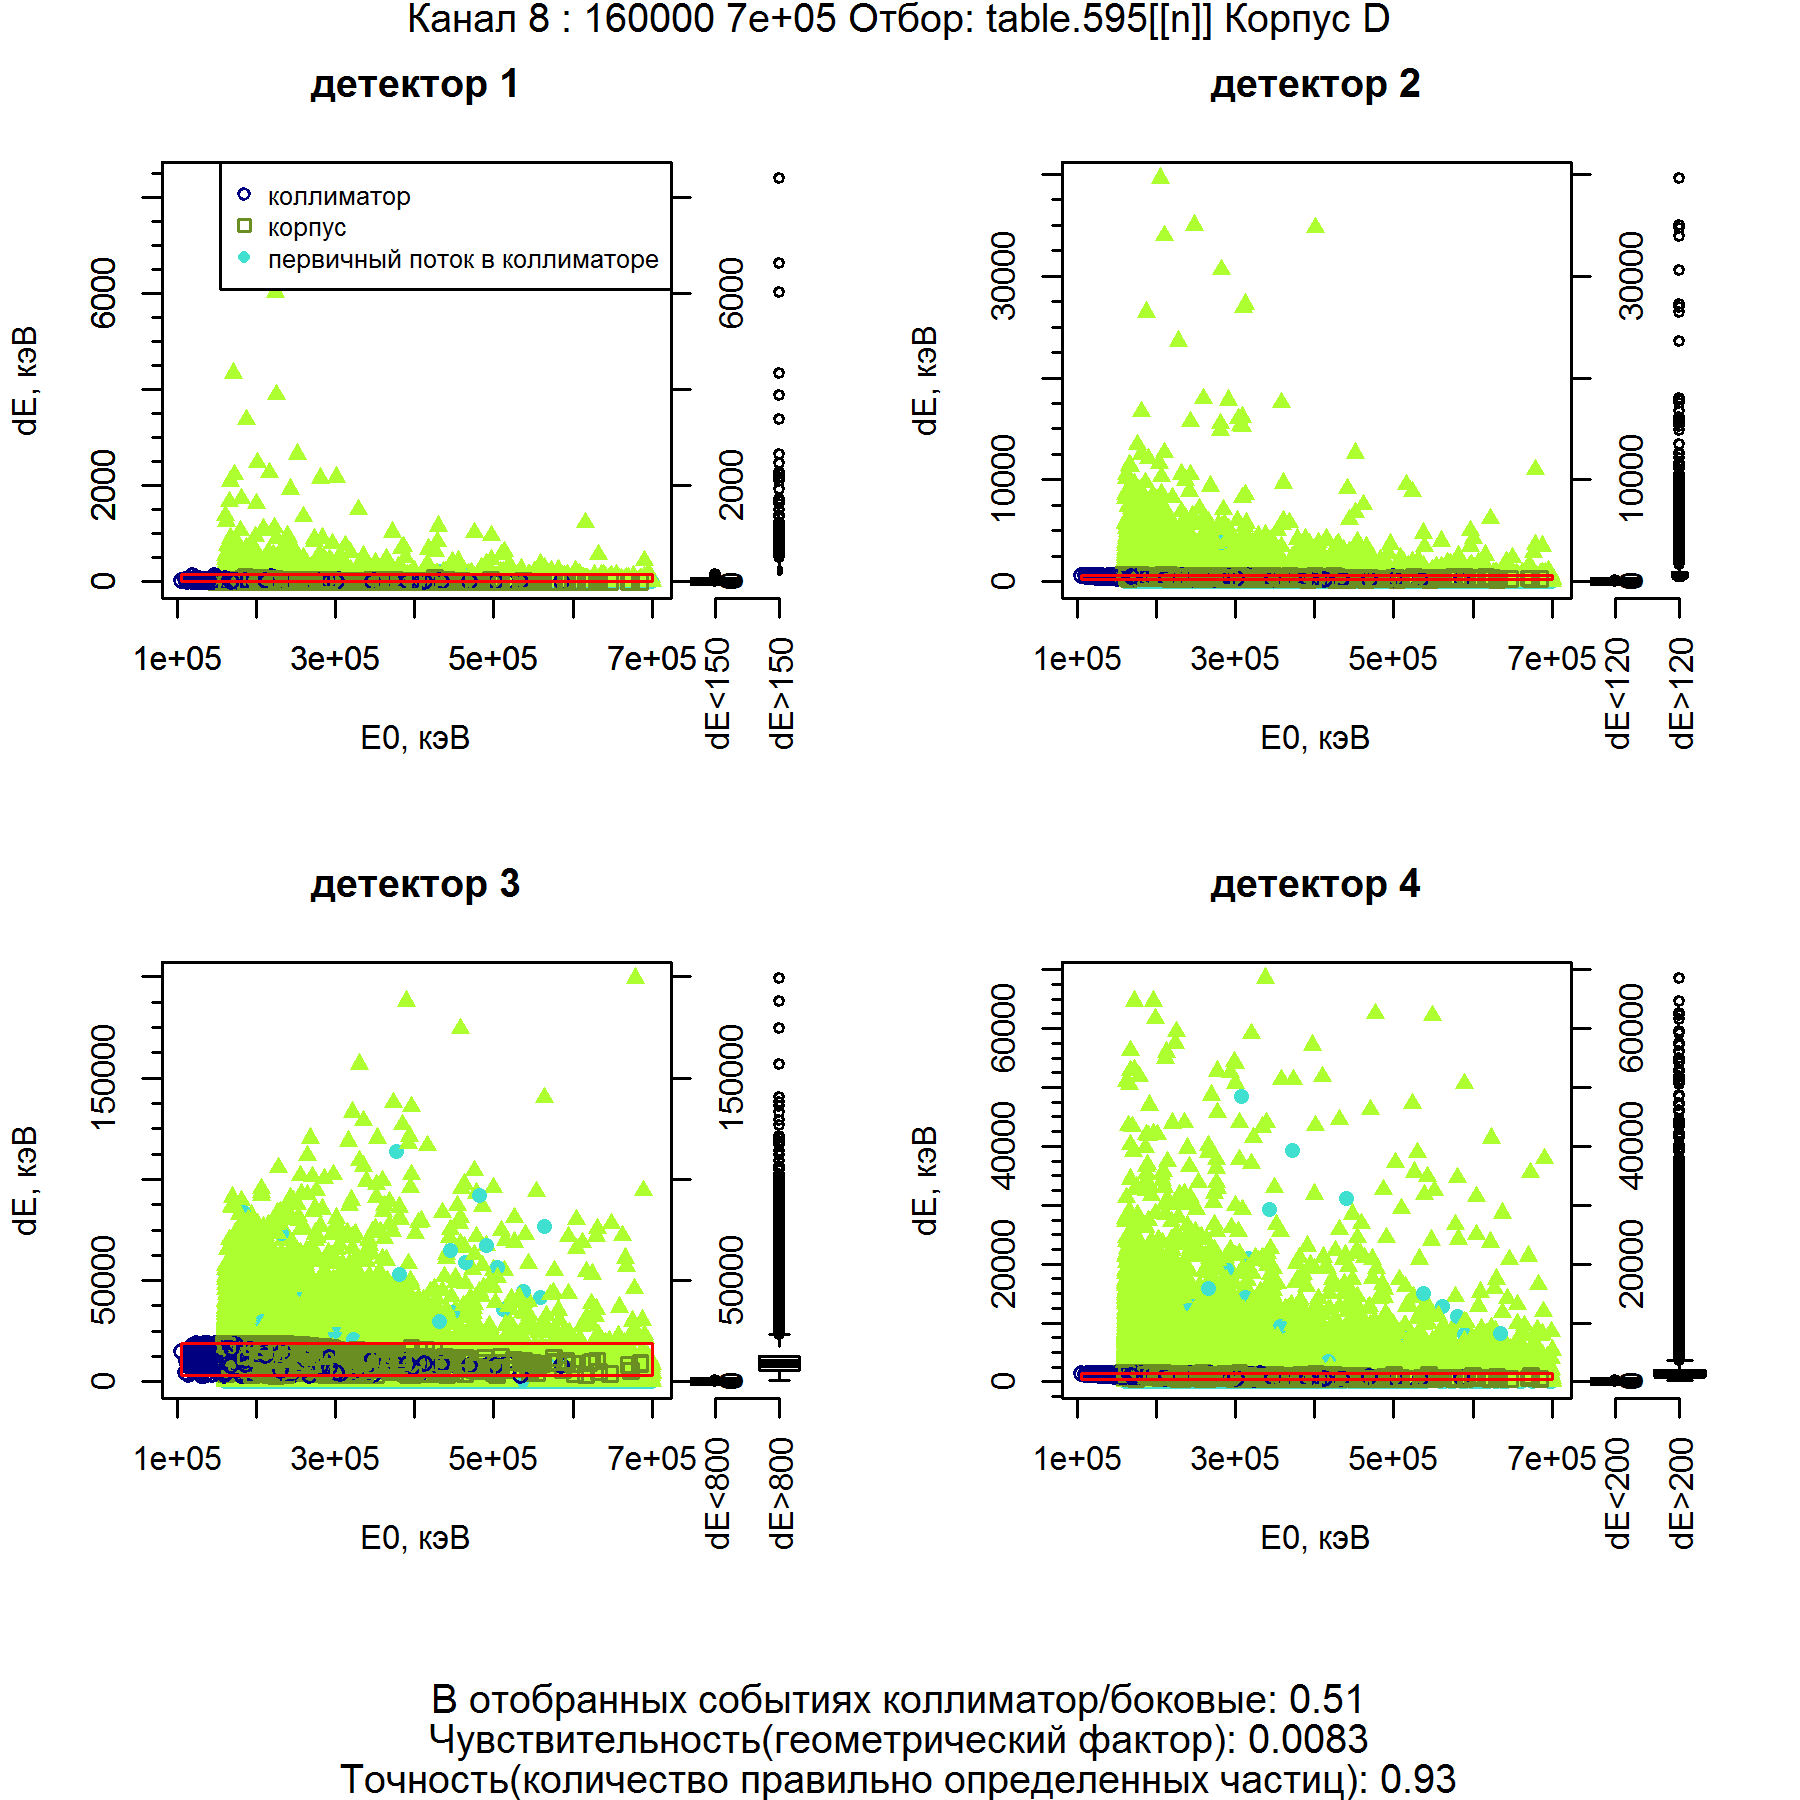 Канал 8 : 160000 7e+05 Отбор: table.595[[n]] Корпус D
детектор 1
коллиматор
корпус
первичный поток в коллиматоре
dE, кэВ
0 2000 6000
0 2000 6000
1e+05 3e+05 5e+05 7e+05
dE<150 dE>150
E0, кэВ
детектор 2
dE, кэВ
0 10000 30000
0 10000 30000
1e+05 3e+05 5e+05 7e+05
dE<120 dE>120
E0, кэВ
детектор 3
dE, кэВ
0 50000 150000
0 50000 150000
1e+05 3e+05 5e+05 7e+05
dE<800 dE>800
E0, кэВ
детектор 4
dE, кэВ
0 20000 40000 60000
0 20000 40000 60000
1e+05 3e+05 5e+05 7e+05
dE<200 dE>200
E0, кэВ
В отобранных событиях коллиматор/боковые: 0.51
Чувствительность(геометрический фактор): 0.0083
Точность(количество правильно определенных частиц): 0.93